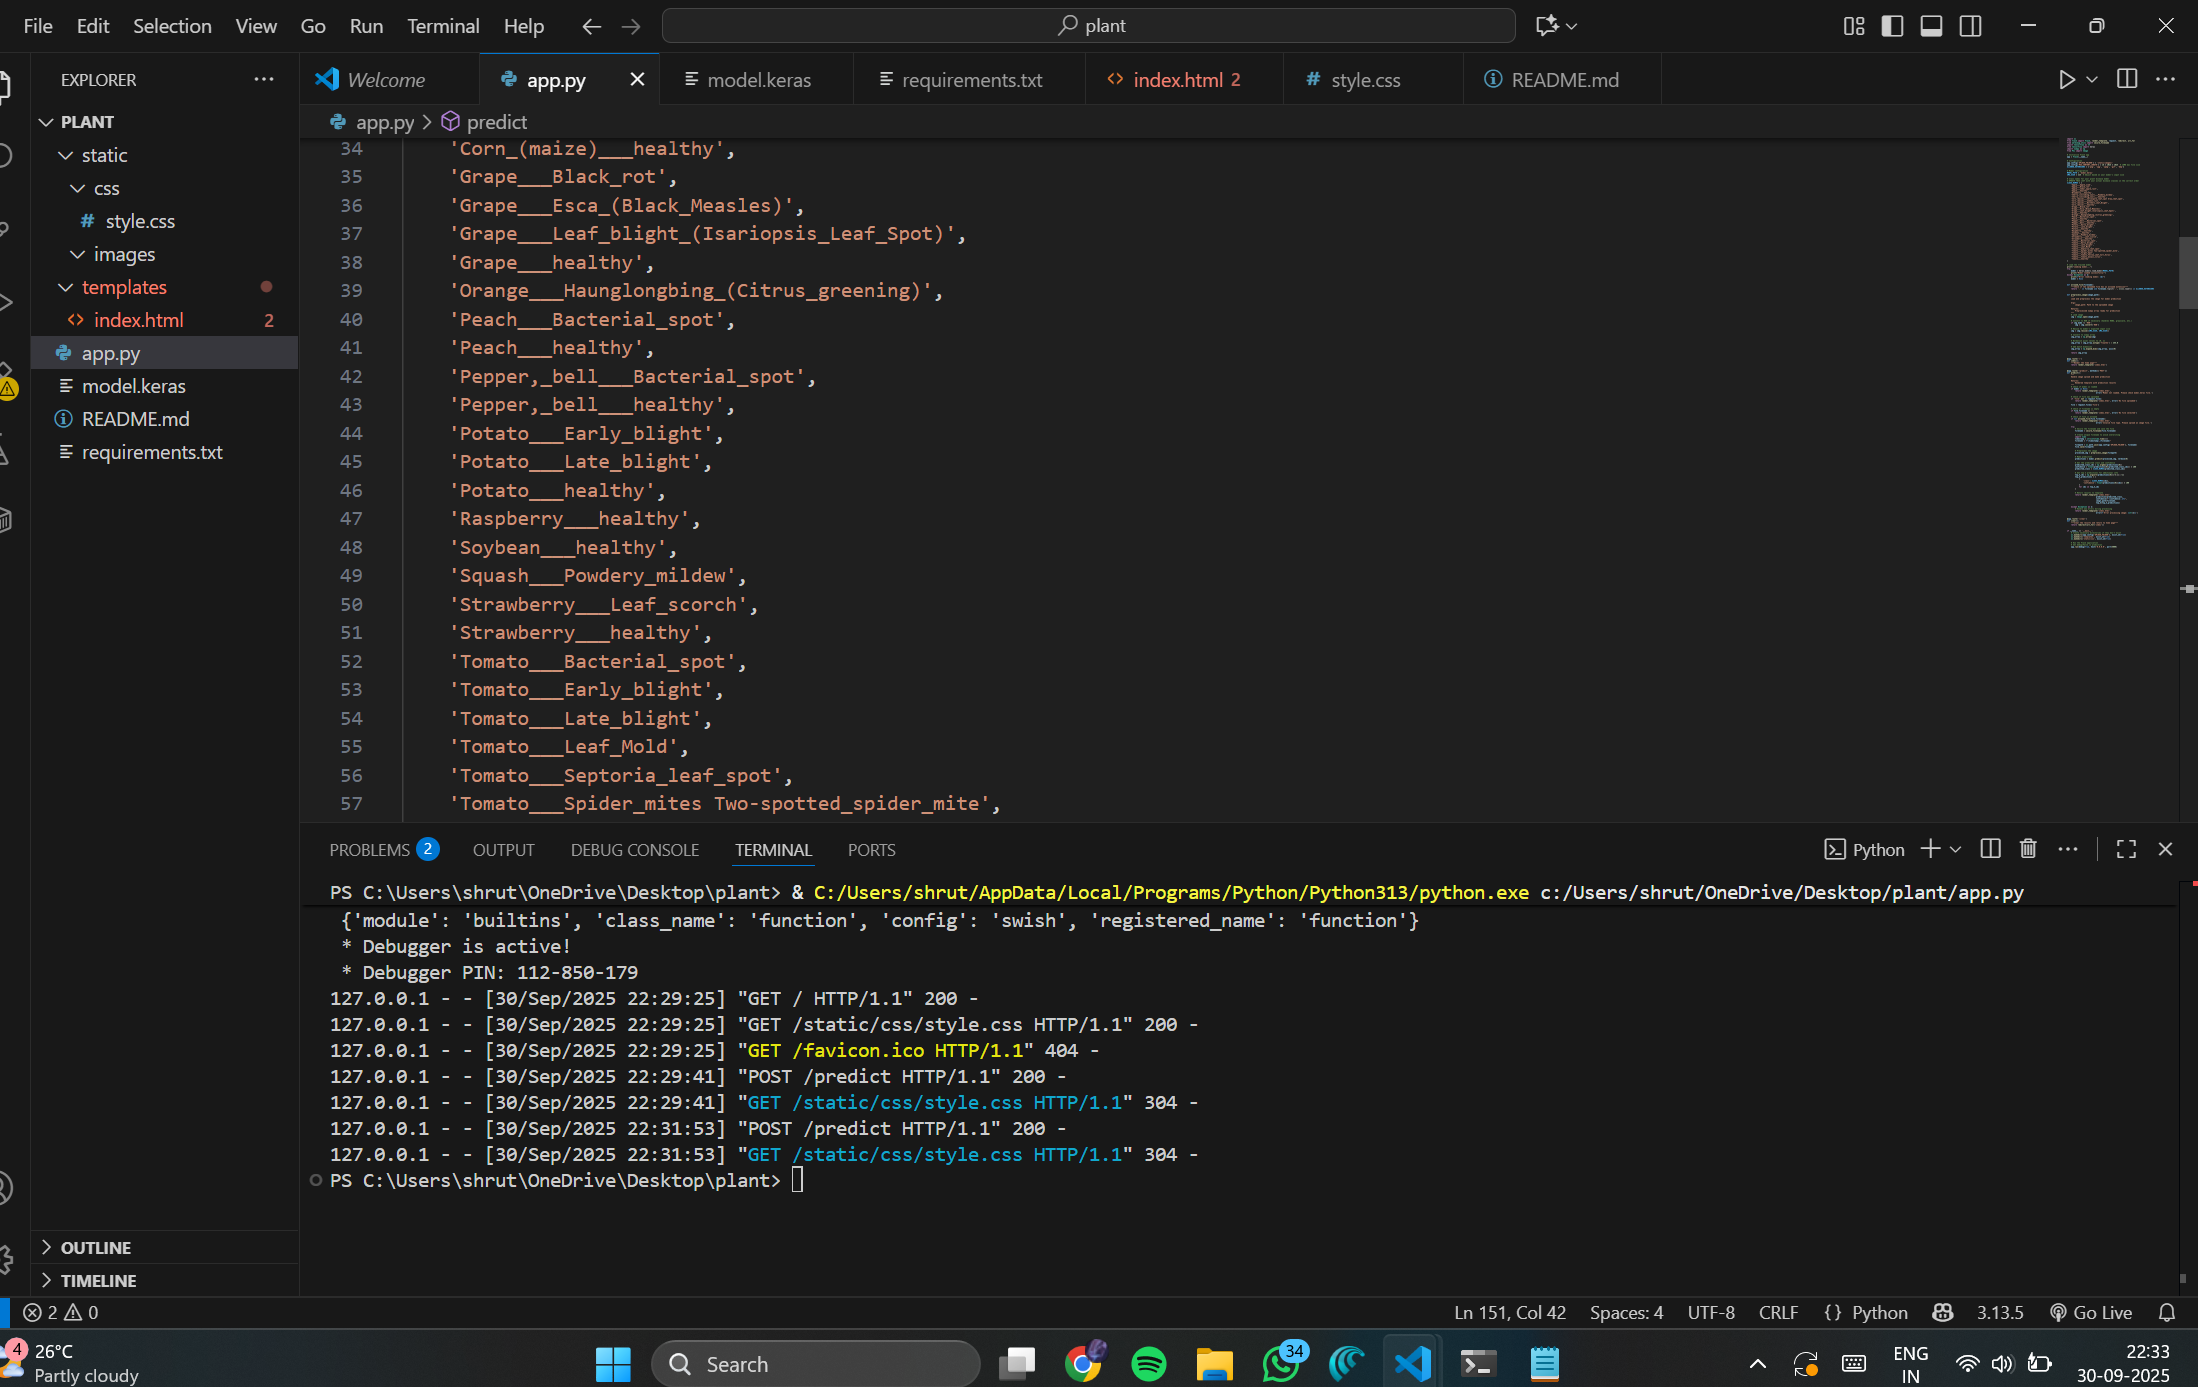 File Edit Selection View Go Run Terminal Help
plant
EXPLORER
PLANT
static
css
# style.css
images
templates
<> index.html 2
app.py
model.keras
README.md
requirements.txt
OUTLINE
TIMELINE
Welcome app.py model.keras requirements.txt <> index.html 2 # style.css README.md
app.py > predict
34 'Corn_(maize)___healthy',
35 'Grape___Black_rot',
36 'Grape___Esca_(Black_Measles)',
37 'Grape___Leaf_blight_(Isariopsis_Leaf_Spot)',
38 'Grape___healthy',
39 'Orange___Haunglongbing_(Citrus_greening)',
40 'Peach___Bacterial_spot',
41 'Peach___healthy',
42 'Pepper,_bell___Bacterial_spot',
43 'Pepper,_bell___healthy',
44 'Potato___Early_blight',
45 'Potato___Late_blight',
46 'Potato___healthy',
47 'Raspberry___healthy',
48 'Soybean___healthy',
49 'Squash___Powdery_mildew',
50 'Strawberry___Leaf_scorch',
51 'Strawberry___healthy',
52 'Tomato___Bacterial_spot',
53 'Tomato___Early_blight',
54 'Tomato___Late_blight',
55 'Tomato___Leaf_Mold',
56 'Tomato___Septoria_leaf_spot',
57 'Tomato___Spider_mites Two-spotted_spider_mite',
PROBLEMS 2 OUTPUT DEBUG CONSOLE TERMINAL PORTS
Python
PS C:\Users\shrut\OneDrive\Desktop\plant> & C:/Users/shrut/AppData/Local/Programs/Python/Python313/python.exe c:/Users/shrut/OneDrive/Desktop/plant/app.py
{'module': 'builtins', 'class_name': 'function', 'config': 'swish', 'registered_name': 'function'}
* Debugger is active!
* Debugger PIN: 112-850-179
127.0.0.1 - - [30/Sep/2025 22:29:25] "GET / HTTP/1.1" 200 -
127.0.0.1 - - [30/Sep/2025 22:29:25] "GET /static/css/style.css HTTP/1.1" 200 -
127.0.0.1 - - [30/Sep/2025 22:29:25] "GET /favicon.ico HTTP/1.1" 404 -
127.0.0.1 - - [30/Sep/2025 22:29:41] "POST /predict HTTP/1.1" 200 -
127.0.0.1 - - [30/Sep/2025 22:29:41] "GET /static/css/style.css HTTP/1.1" 304 -
127.0.0.1 - - [30/Sep/2025 22:31:53] "POST /predict HTTP/1.1" 200 -
127.0.0.1 - - [30/Sep/2025 22:31:53] "GET /static/css/style.css HTTP/1.1" 304 -
PS C:\Users\shrut\OneDrive\Desktop\plant>
2 0
Ln 151, Col 42 Spaces: 4 UTF-8 CRLF {} Python 3.13.5 Go Live
4 26°C
Partly cloudy
Search
34
ENG
IN
22:33
30-09-2025